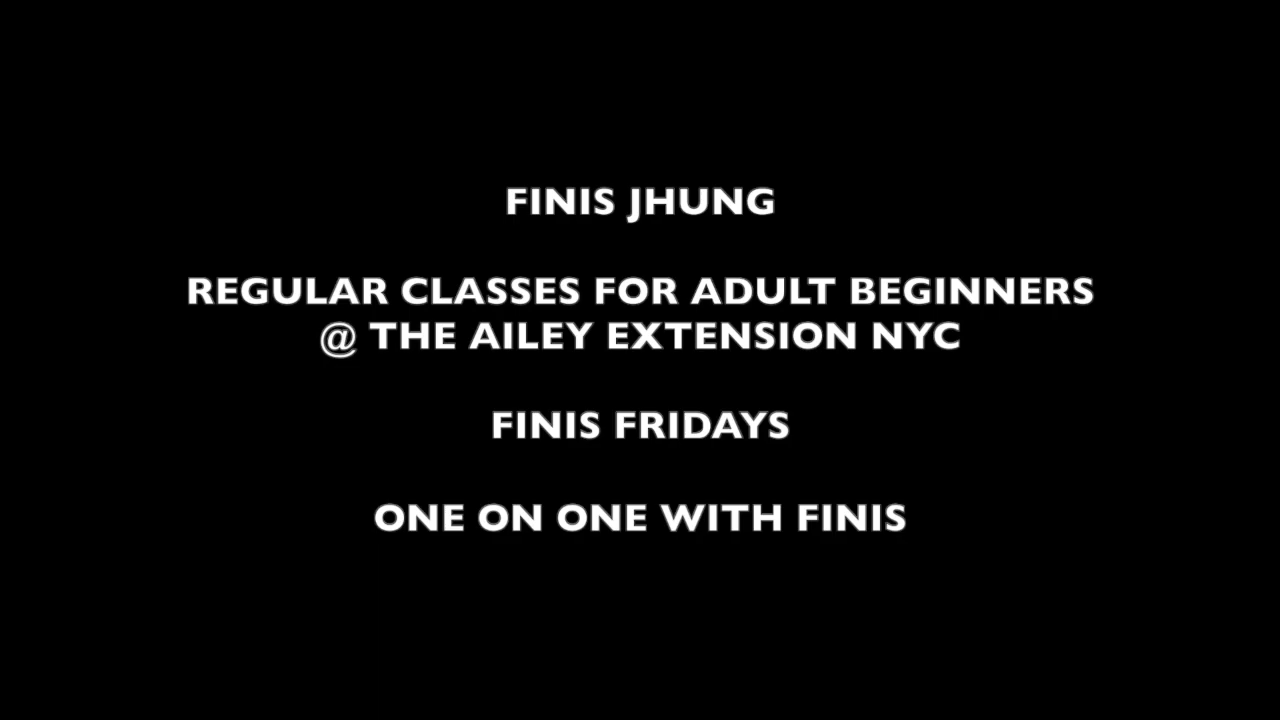 FINIS JHUNG
REGULAR CLASSES FOR ADULT BEGINNERS
@ THE AILEY EXTENSION NYC
FINIS FRIDAYS
ONE ON ONE WITH FINIS